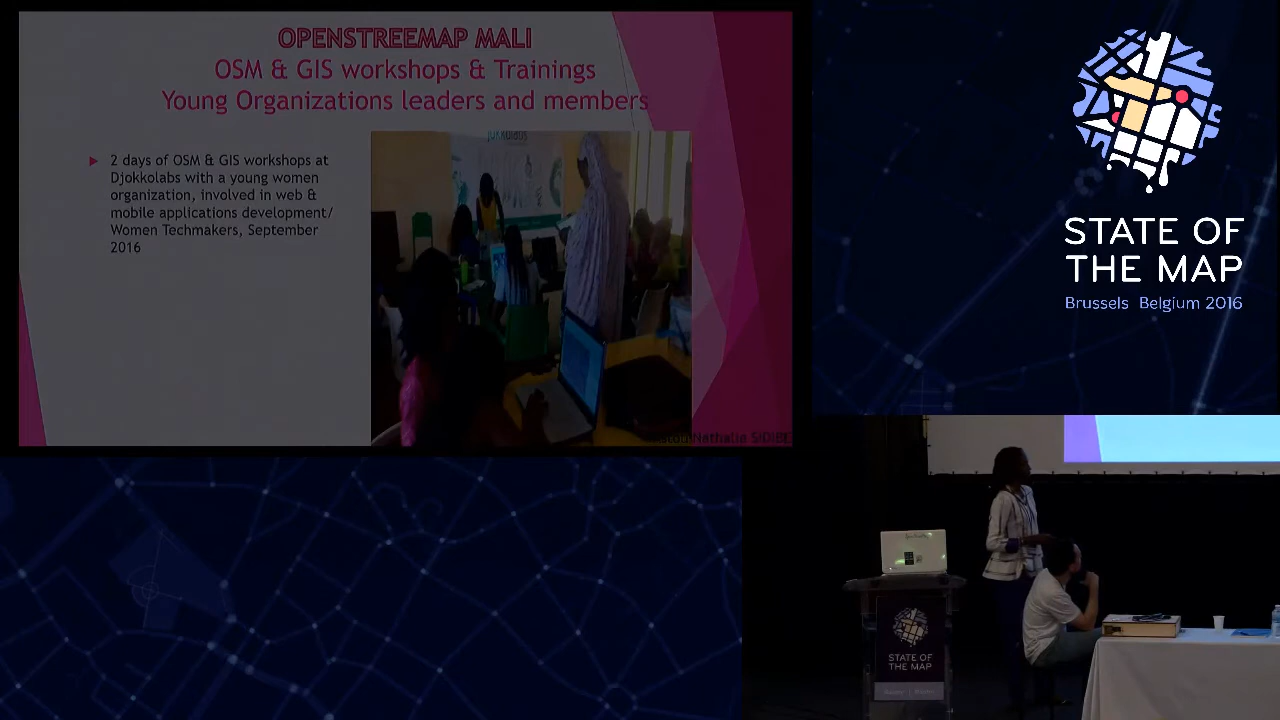 OPENSTREEMAP MALI
OSM & GIS workshops & Trainings
Young Organizations leaders and members
2 days of OSM & GIS workshops at
Djokkolabs with a young women
organization, involved in web &
mobile applications development/
Women Techmakers, September
2016
Nathalie SIDIBE
STATE OF
THE MAP
Brussels Belgium 2016
STATE OF
THE MAP